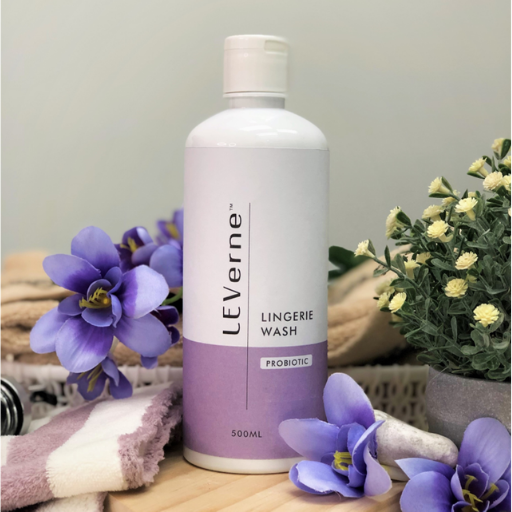 LEVerne™
LINGERIE
WASH
PROBIOTIC
500ML